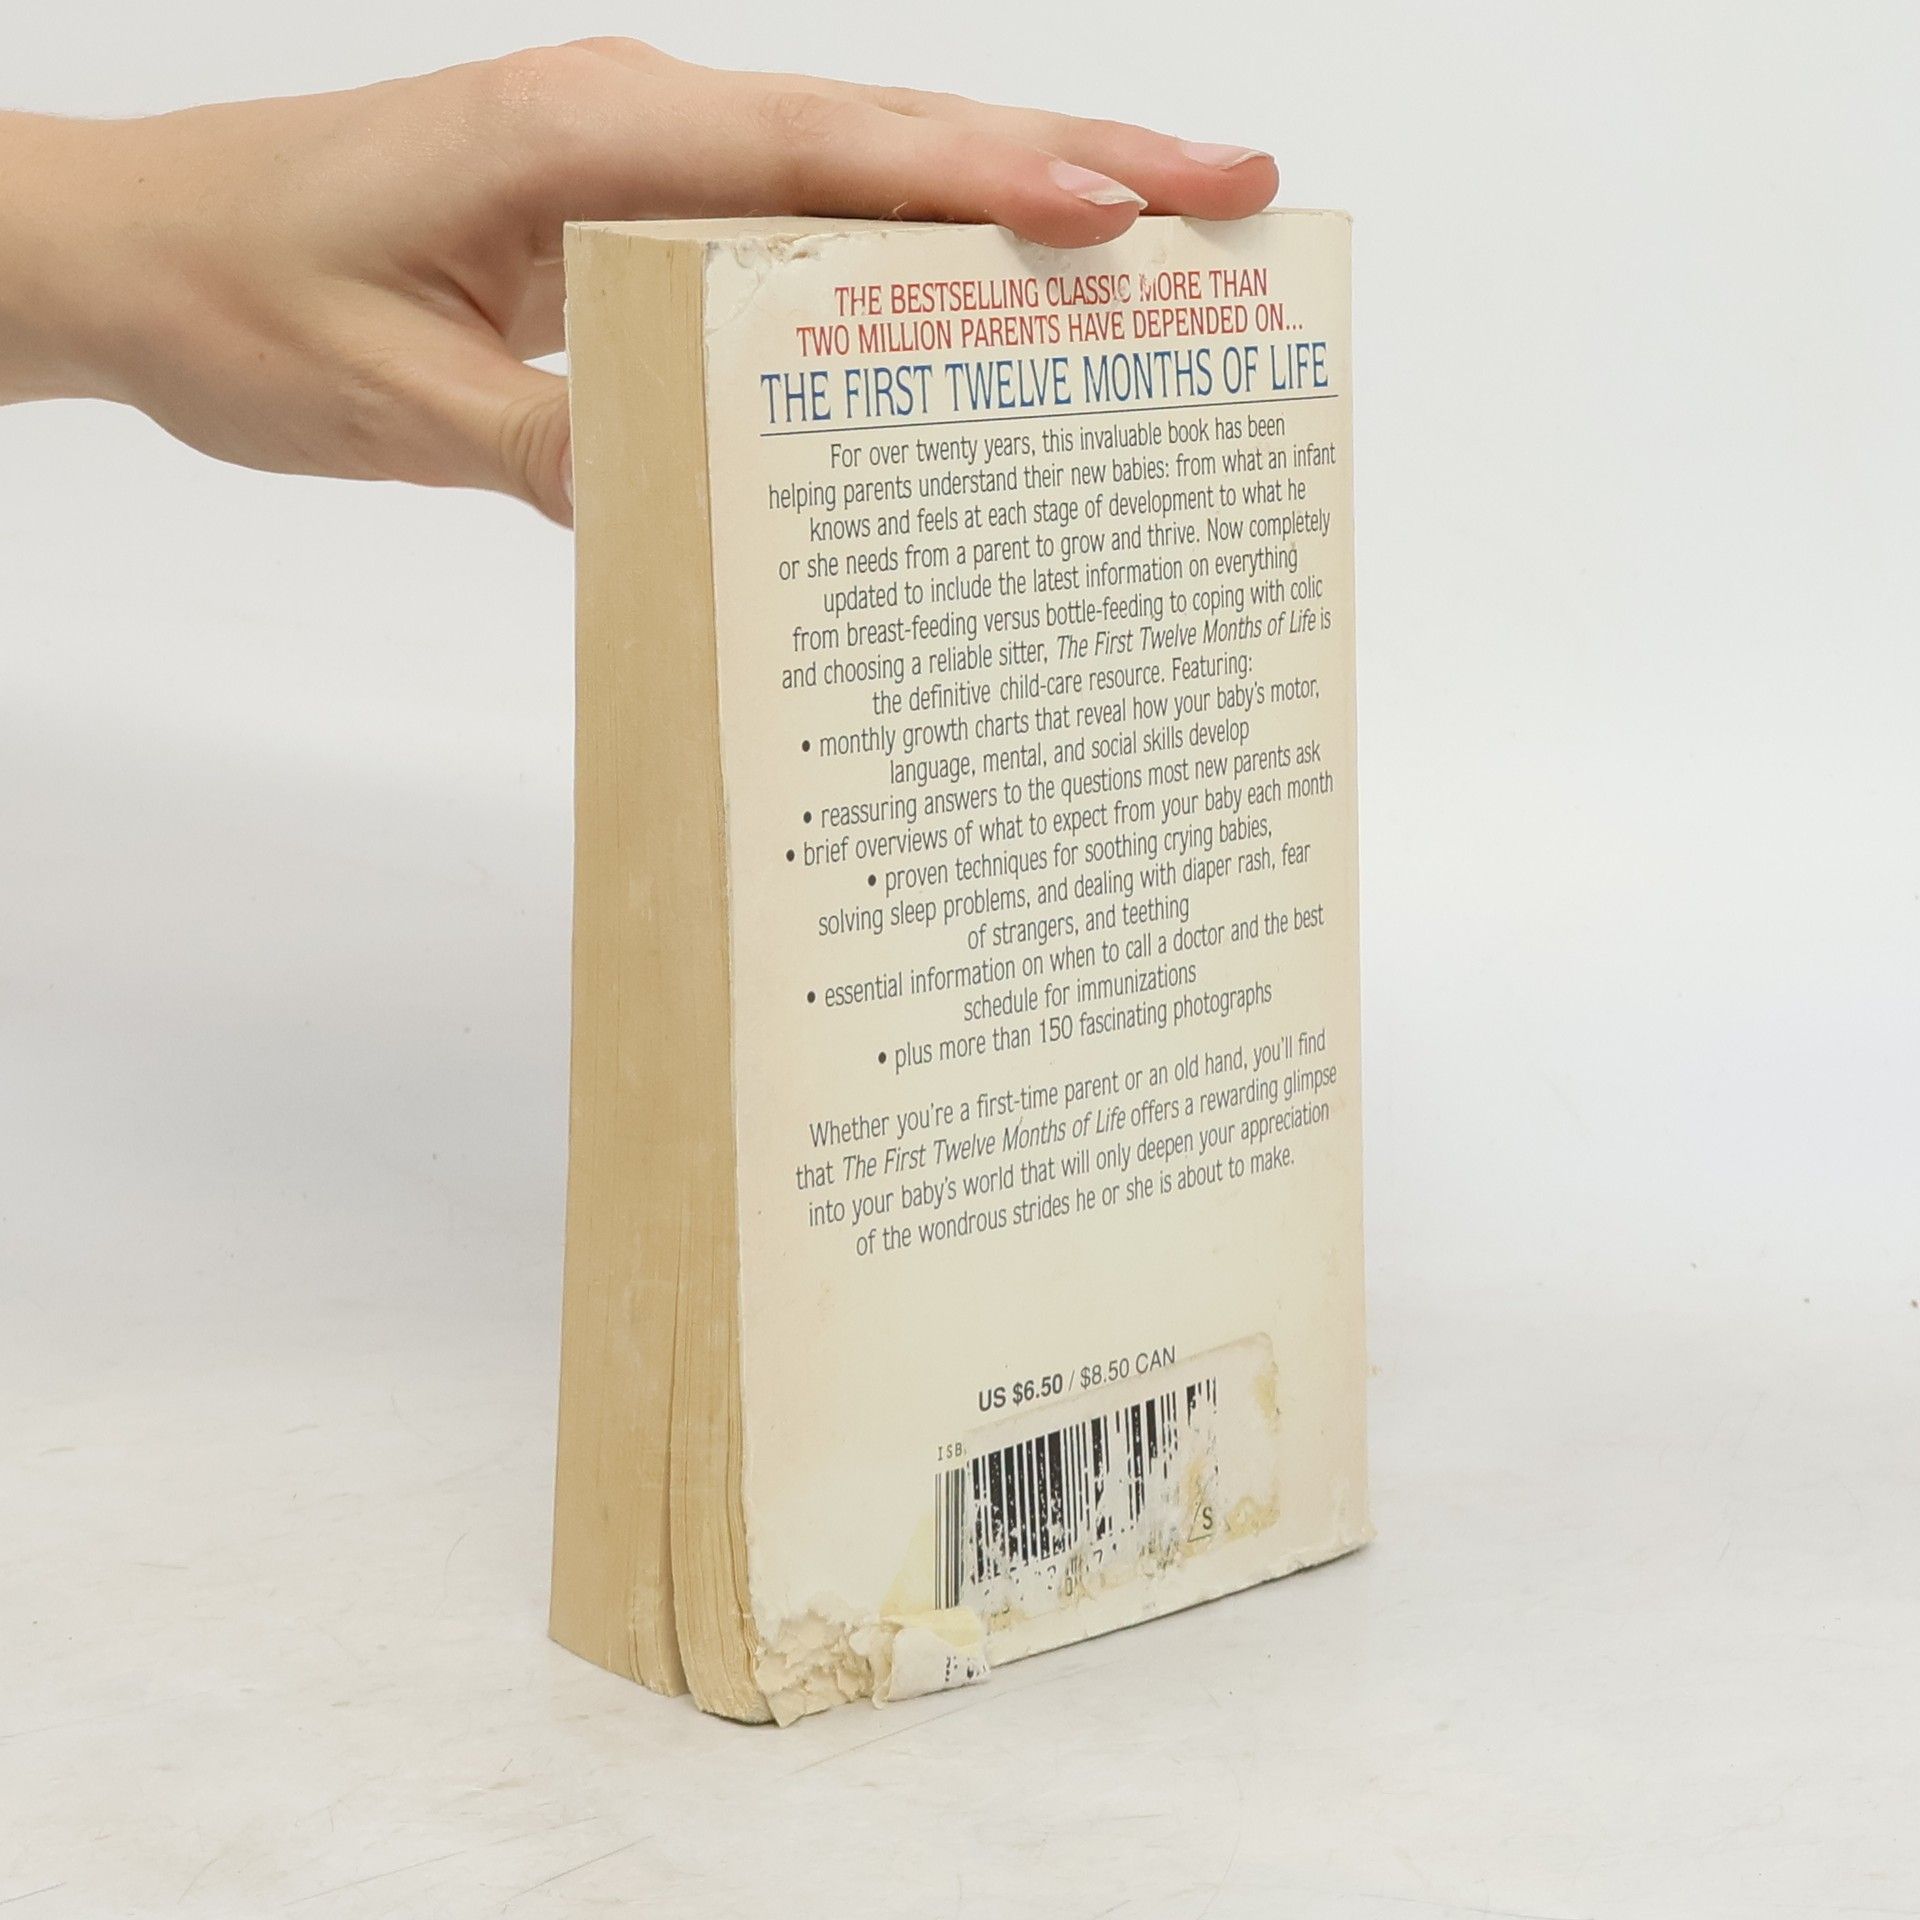 THE BESTSELLING CLASSIC MORE THAN
TWO MILLION PARENTS HAVE DEPENDED ON...
THE FIRST TWELVE MONTHS OF LIFE
For over twenty years, this invaluable book has been
helping parents understand their new babies: from what an infant
knows and feels at each stage of development to what he
or she needs from a parent to grow and thrive. Now completely
updated to include the latest information on everything
from breast-feeding versus bottle-feeding to coping with colic
and choosing a reliable sitter, The First Twelve Months of Life is
the definitive child-care resource. Featuring:
• monthly growth charts that reveal how your baby's motor,
language, mental, and social skills develop
• reassuring answers to the questions most new parents ask
• brief overviews of what to expect from your baby each month
• proven techniques for soothing crying babies,
solving sleep problems, and dealing with diaper rash, fear
of strangers, and teething
• essential information on when to call a doctor and the best
schedule for immunizations
• plus more than 150 fascinating photographs
Whether you're a first-time parent or an old hand, you'll find
that The First Twelve Months of Life offers a rewarding glimpse
into your baby's world that will only deepen your appreciation
of the wondrous strides he or she is about to make.
US $6.50 / $8.50 CAN
S